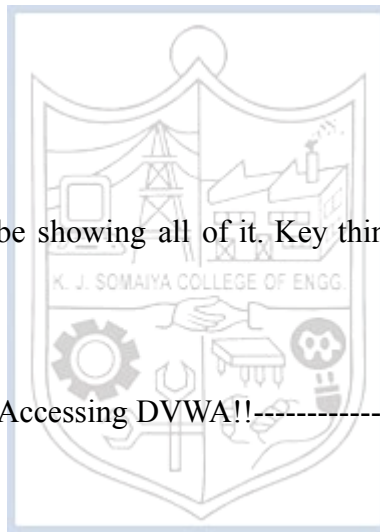 be showing all of it. Key thin
K. J. SOMAIYA COLLEGE OF ENGG.
Accessing DVWA!!------------